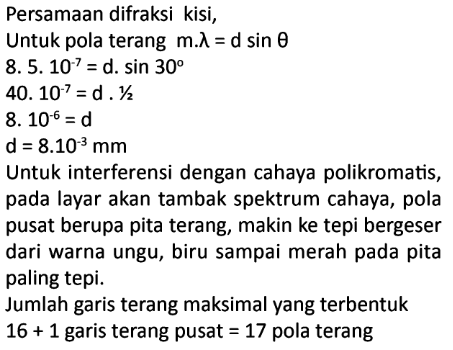 Persamaan difraksi kisi,
Untuk pola terang m.λ = d sin θ
8. 5. 10⁻⁷ = d. sin 30º
40. 10⁻⁷ = d . ½
8. 10⁻⁶ = d
d = 8.10⁻³ mm
Untuk interferensi dengan cahaya polikromatis,
pada layar akan tambak spektrum cahaya, pola
pusat berupa pita terang, makin ke tepi bergeser
dari warna ungu, biru sampai merah pada pita
paling tepi.
Jumlah garis terang maksimal yang terbentuk
16 + 1 garis terang pusat = 17 pola terang